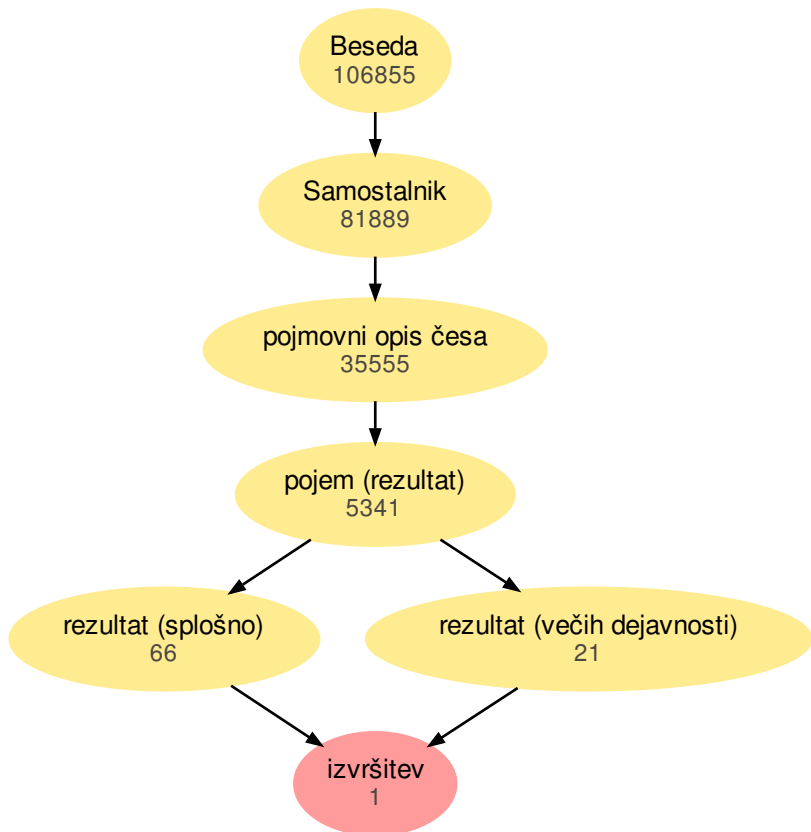 Beseda
106855
Samostalnik
81889
pojmovni opis česa
35555
pojem (rezultat)
5341
rezultat (splošno)
66
rezultat (večih dejavnosti)
21
izvršitev
1